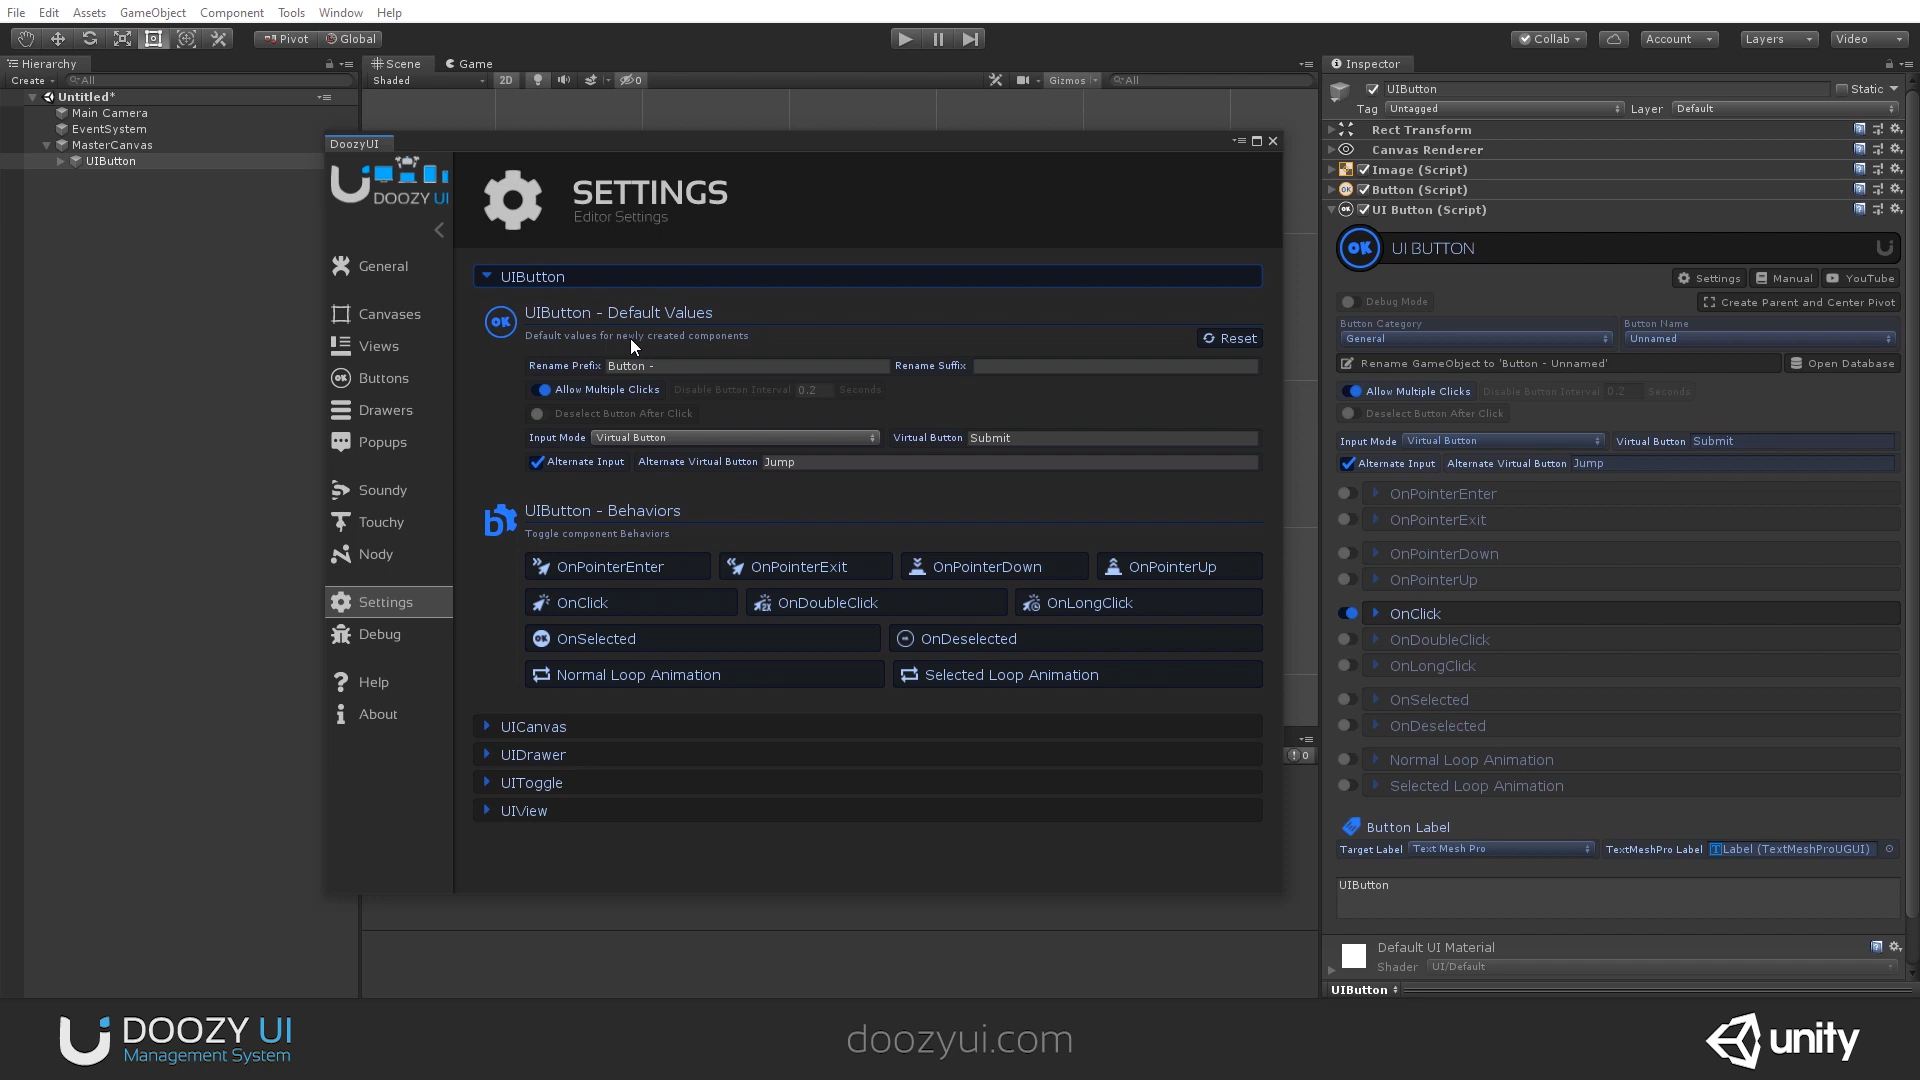 File Edit Assets GameObject Component Tools Window Help
Pivot Global Collab Account Layers Video
Hierarchy Scene Game Inspector
Create All Shaded 2D 0 Gizmos All
Untitled*
Main Camera
EventSystem
MasterCanvas
UIButton
DoozyUI
DOOZY UI
General
Canvases
Views
Buttons
Drawers
Popups
Soundy
Touchy
Nody
Settings
Debug
Help
About
SETTINGS
Editor Settings
UIButton
UIButton - Default Values
Default values for newly created components
Reset
Rename Prefix Button - Rename Suffix
Allow Multiple Clicks Disable Button Interval 0.2 Seconds
Deselect Button After Click
Input Mode Virtual Button Virtual Button Submit
Alternate Input Alternate Virtual Button Jump
UIButton - Behaviors
Toggle component Behaviors
OnPointerEnter OnPointerExit OnPointerDown OnPointerUp
OnClick OnDoubleClick OnLongClick
OnSelected OnDeselected
Normal Loop Animation Selected Loop Animation
UICanvas
UIDrawer
UIToggle
UIView
0
UIButton Static
Tag Untagged Layer Default
Rect Transform
Canvas Renderer
Image (Script)
Button (Script)
UI Button (Script)
OK UI BUTTON
Settings Manual YouTube
Debug Mode Create Parent and Center Pivot
Button Category Button Name
General Unnamed
Rename GameObject to 'Button - Unnamed' Open Database
Allow Multiple Clicks Disable Button Interval 0.2 Seconds
Deselect Button After Click
Input Mode Virtual Button Virtual Button Submit
Alternate Input Alternate Virtual Button Jump
OnPointerEnter
OnPointerExit
OnPointerDown
OnPointerUp
OnClick
OnDoubleClick
OnLongClick
OnSelected
OnDeselected
Normal Loop Animation
Selected Loop Animation
Button Label
Target Label Text Mesh Pro TextMeshPro Label Label (TextMeshProUGUI)
UIButton
Default UI Material
Shader UI/Default
UIButton
DOOZY UI
Management System
doozyui.com
unity